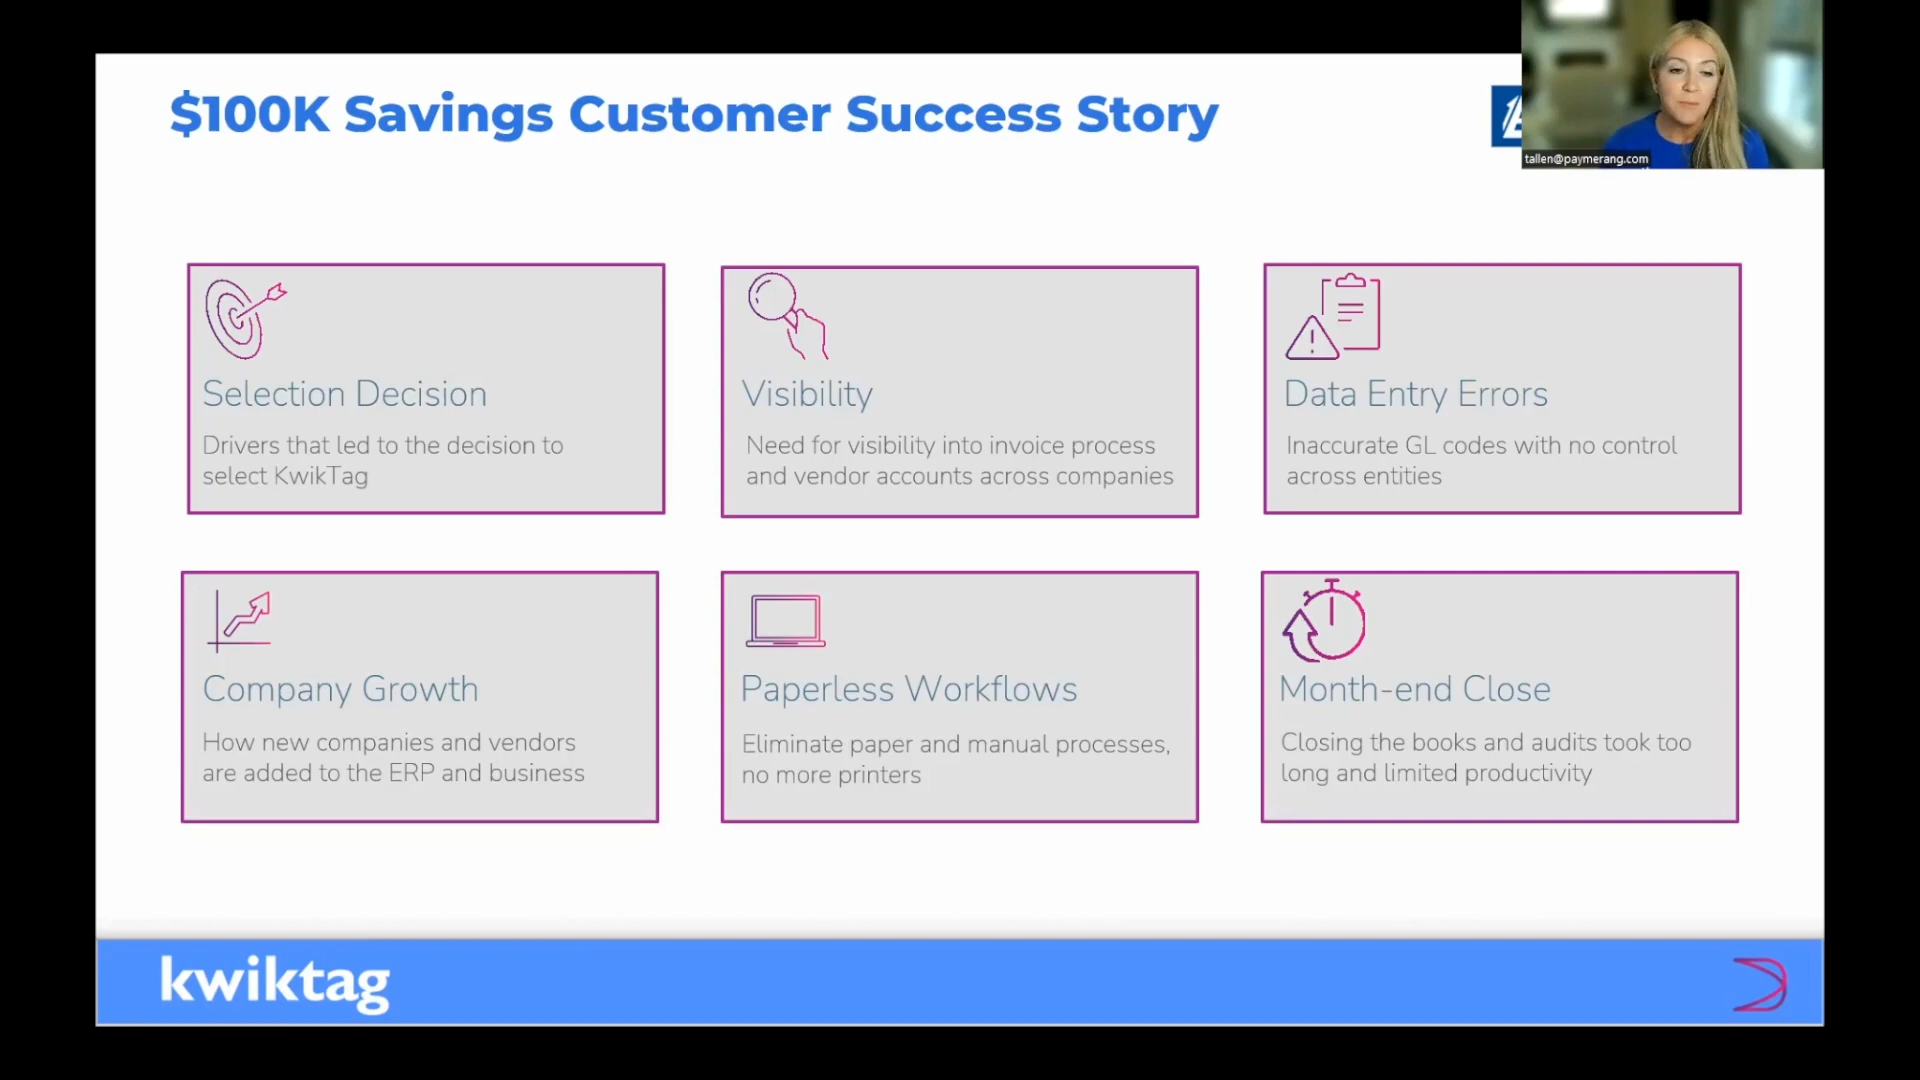 $100K Savings Customer Success Story
tallen@paymerang.com
Selection Decision
Drivers that led to the decision to
select KwikTag
Visibility
Need for visibility into invoice process
and vendor accounts across companies
Data Entry Errors
Inaccurate GL codes with no control
across entities
Company Growth
How new companies and vendors
are added to the ERP and business
Paperless Workflows
Eliminate paper and manual processes,
no more printers
Month-end Close
Closing the books and audits took too
long and limited productivity
kwiktag